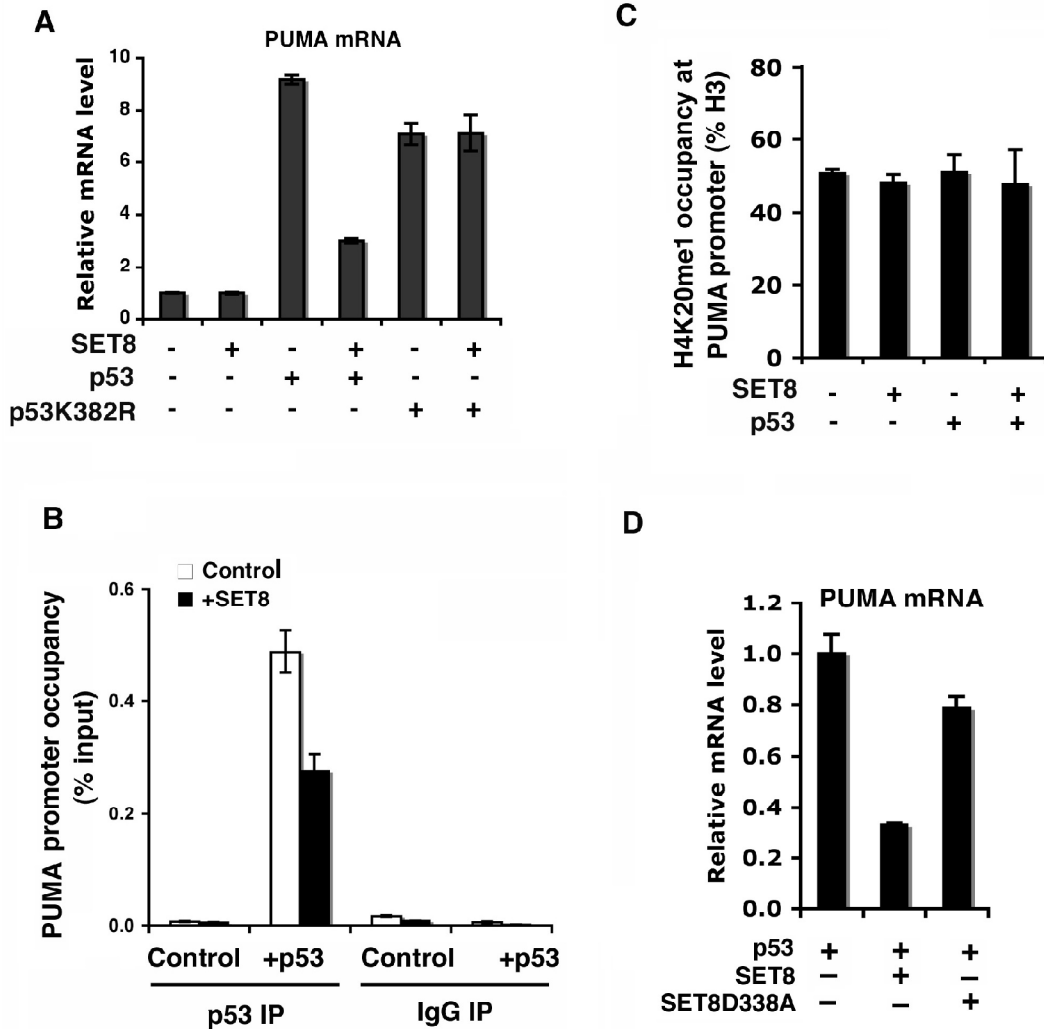 A
PUMA mRNA
Relative mRNA level
10
8
6
4
2
0
SET8 - + - + - +
p53 - - + + - -
p53K382R - - - - + +
C
H4K20me1 occupancy at
PUMA promoter (% H3)
80
60
40
20
0
SET8 - + - +
p53 - - + +
B
Control
+SET8
PUMA promoter occupancy
(% input)
0.6
0.4
0.2
0.0
Control +p53 Control +p53
p53 IP IgG IP
D
PUMA mRNA
Relative mRNA level
1.2
1.0
0.8
0.6
0.4
0.2
0.0
p53 + + +
SET8 – + –
SET8D338A – – +